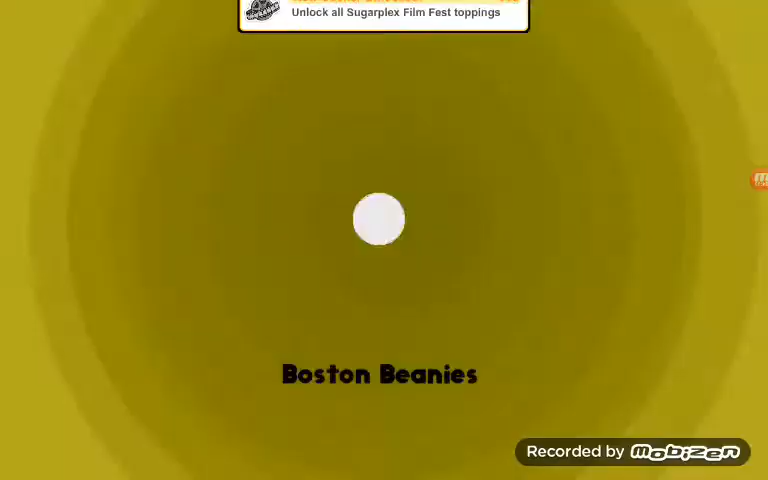 Unlock all Sugarplex Film Fest toppings
Boston Beanies
Recorded by mobizen